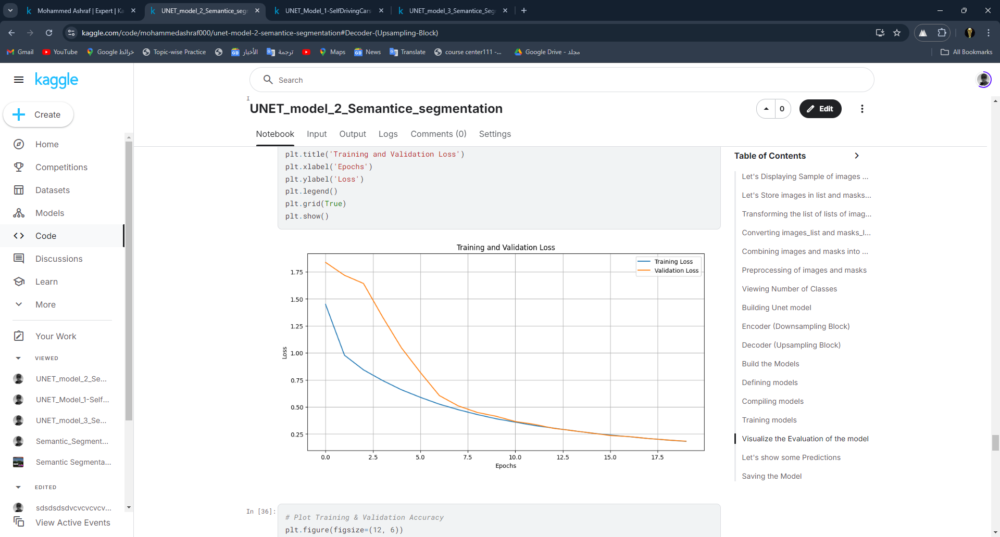 Mohammed Ashraf | Expert | Ka
UNET_model_2_Semantice_seg
UNET_Model_1-SelfDrivingCars
UNET_model_3_Semantice_Seg
kaggle.com/code/mohammedashraf000/unet-model-2-semantice-segmentation#Decoder-(Upsampling-Block)
Gmail
YouTube
خرائط Google
Topic-wise Practice
الأخبار
ترجمة
Maps
News
Translate
course center111 -...
Google Drive - مجلد
All Bookmarks
kaggle
Search
Create
Home
Competitions
Datasets
Models
Code
Discussions
Learn
More
Your Work
VIEWED
UNET_model_2_Se...
UNET_Model_1-Self...
UNET_model_3_Se...
Semantic_Segment...
Semantic Segmenta...
EDITED
sdsdsdsdvcvcvcvcv...
View Active Events
UNET_model_2_Semantice_segmentation
0
Edit
Notebook Input Output Logs Comments (0) Settings
plt.title('Training and Validation Loss')
plt.xlabel('Epochs')
plt.ylabel('Loss')
plt.legend()
plt.grid(True)
plt.show()
Training and Validation Loss
Training Loss
Validation Loss
1.75
1.50
1.25
1.00
0.75
0.50
0.25
Loss
0.0 2.5 5.0 7.5 10.0 12.5 15.0 17.5
Epochs
In [36]:
# Plot Training & Validation Accuracy
plt.figure(figsize=(12, 6))
Table of Contents
Let's Displaying Sample of images ...
Let's Store images in list and masks...
Transforming the list of lists of imag...
Converting images_list and masks_l...
Combining images and masks into ...
Preprocessing of images and masks
Viewing Number of Classes
Building Unet model
Encoder (Downsampling Block)
Decoder (Upsampling Block)
Build the Models
Defining models
Compiling models
Training models
Visualize the Evaluation of the model
Let's show some Predictions
Saving the Model